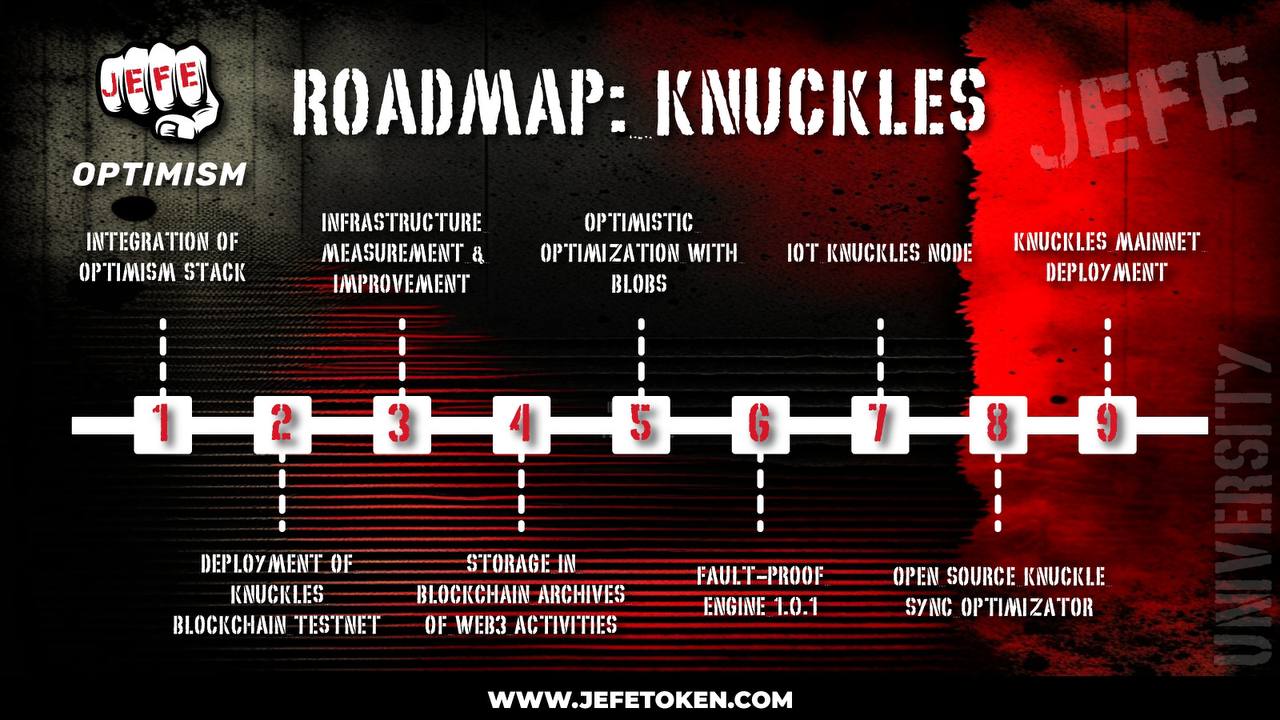 JEFE
OPTIMISM
ROADMAP: KNUCKLES
JEFE
INTEGRATION OF
OPTIMISM STACK
INFRASTRUCTURE
MEASUREMENT &
IMPROVEMENT
OPTIMISTIC
OPTIMIZATION WITH
BLOBS
IOT KNUCKLES NODE
KNUCKLES MAINNET
DEPLOYMENT
1 2 3 4 5 6 7 8 9
DEPLOYMENT OF
KNUCKLES
BLOCKCHAIN TESTNET
STORAGE IN
BLOCKCHAIN ARCHIVES
OF WEB3 ACTIVITIES
FAULT-PROOF
ENGINE 1.0.1
OPEN SOURCE KNUCKLE
SYNC OPTIMIZATOR
UNIVERSITY
WWW.JEFETOKEN.COM